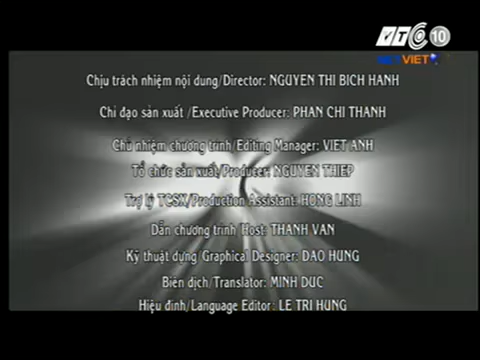 VTC 10
NETVIET
Chịu trách nhiệm nội dung/Director: NGUYEN THI BICH HANH
Chỉ đạo sản xuất /Executive Producer: PHAN CHI THANH
Chủ nhiệm chương trình/Editing Manager: VIET ANH
Tổ chức sản xuất/Producer: NGUYEN THIEP
Trợ lý TCSX/Production Assistant: HONG LINH
Dẫn chương trình Host: THANH VAN
Kỹ thuật dựng/Graphical Designer: DAO HUNG
Biên dịch/Translator: MINH DUC
Hiệu đính/Language Editor: LE TRI HUNG